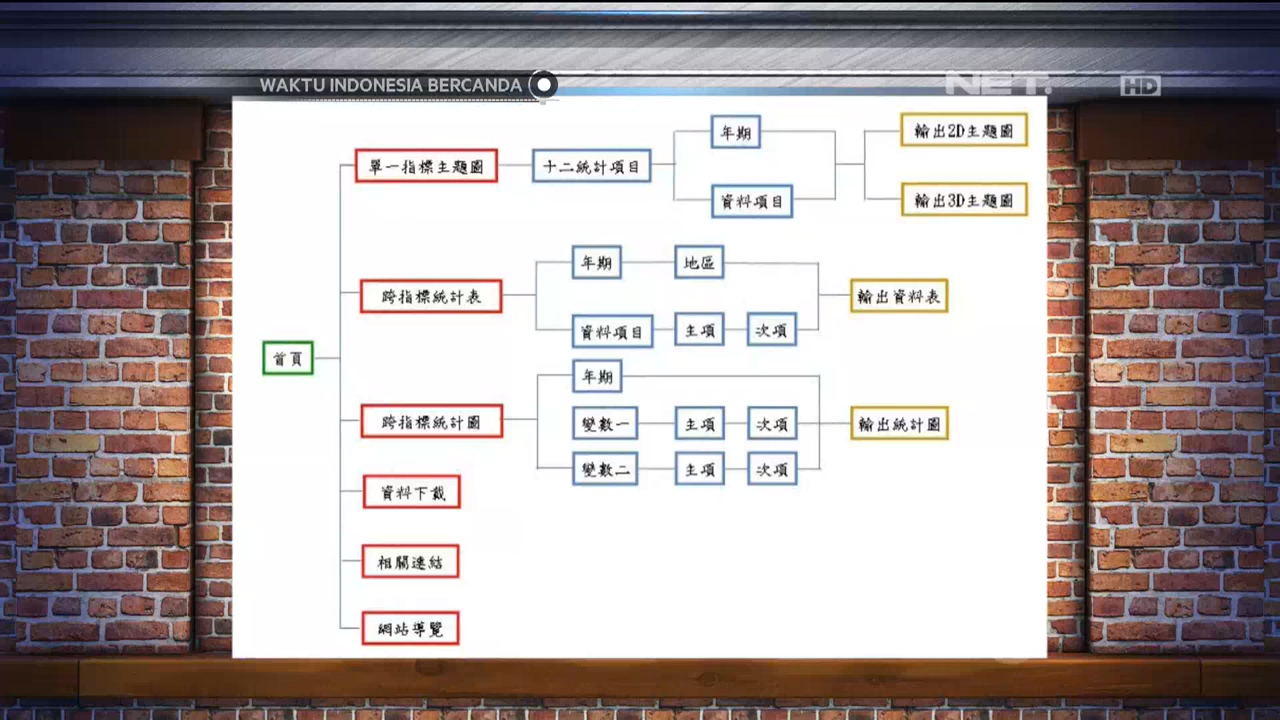 WAKTU INDONESIA BERCANDA
NET.
HD
首頁
單一指標主題圖
十二統計項目
年期
資料項目
輸出2D主題圖
輸出3D主題圖
跨指標統計表
年期
地區
資料項目
主項
次項
輸出資料表
跨指標統計圖
年期
變數一
主項
次項
變數二
主項
次項
輸出統計圖
資料下載
相關連結
網站導覽